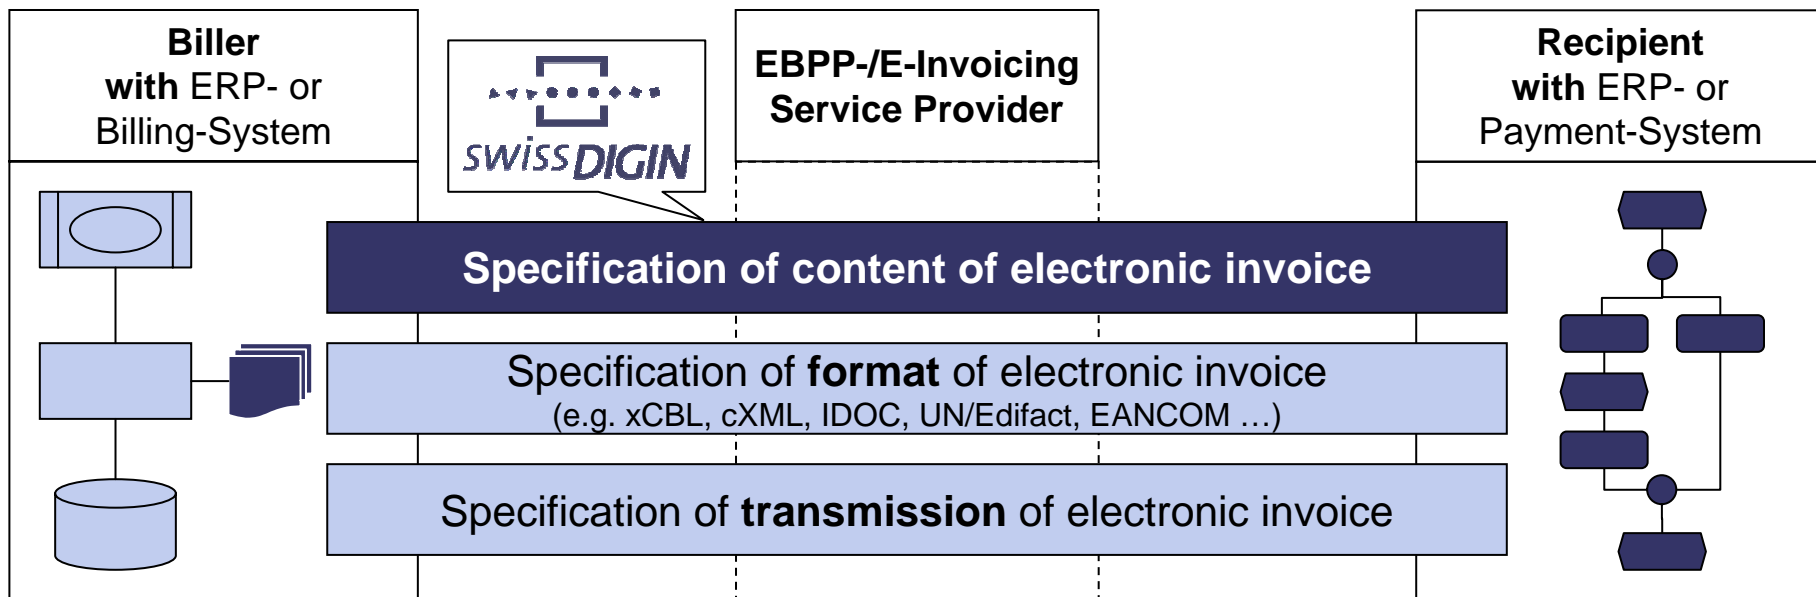 Biller
with ERP- or
Billing-System
swissDIGIN
EBPP-/E-Invoicing
Service Provider
Recipient
with ERP- or
Payment-System
Specification of content of electronic invoice
Specification of format of electronic invoice
(e.g. xCBL, cXML, IDOC, UN/Edifact, EANCOM …)
Specification of transmission of electronic invoice